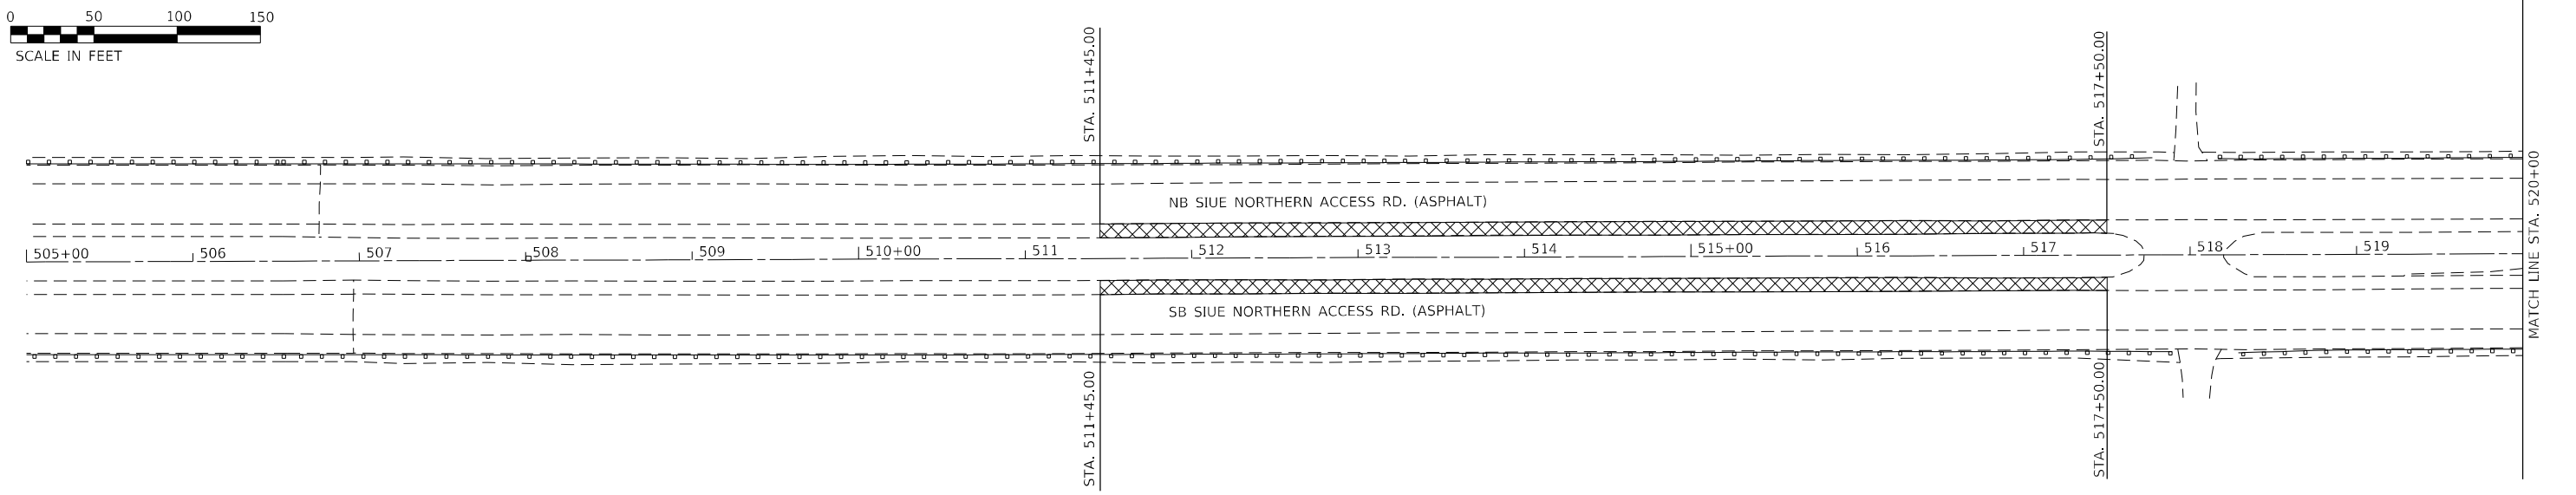 0 50 100 150
SCALE IN FEET
STA. 511+45.00
STA. 517+50.00
NB SIUE NORTHERN ACCESS RD. (ASPHALT)
505+00 506 507 508 509 510+00 511 512 513 514 515+00 516 517 518 519
SB SIUE NORTHERN ACCESS RD. (ASPHALT)
STA. 511+45.00
STA. 517+50.00
MATCH LINE STA. 520+00